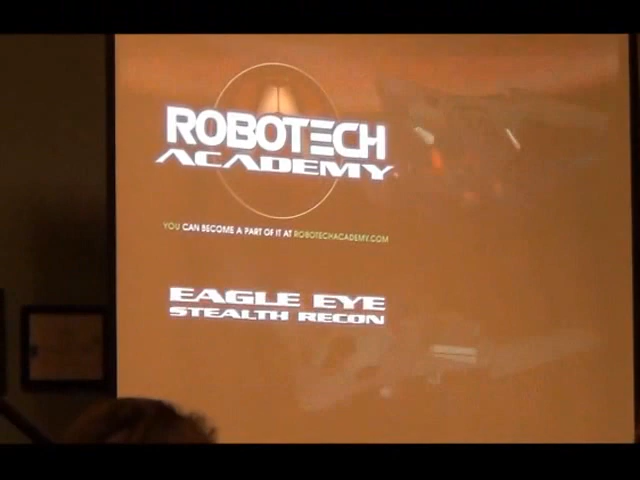 ROBOTECH
ACADEMY
YOU CAN BECOME A PART OF IT AT ROBOTECHACADEMY.COM
EAGLE EYE
STEALTH RECON